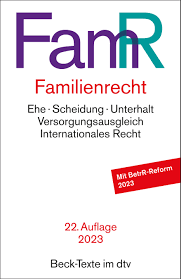 FamR
Familienrecht
Ehe · Scheidung · Unterhalt
Versorgungsausgleich
Internationales Recht
Mit BetrR-Reform
2023
22. Auflage
2023
Beck-Texte im dtv